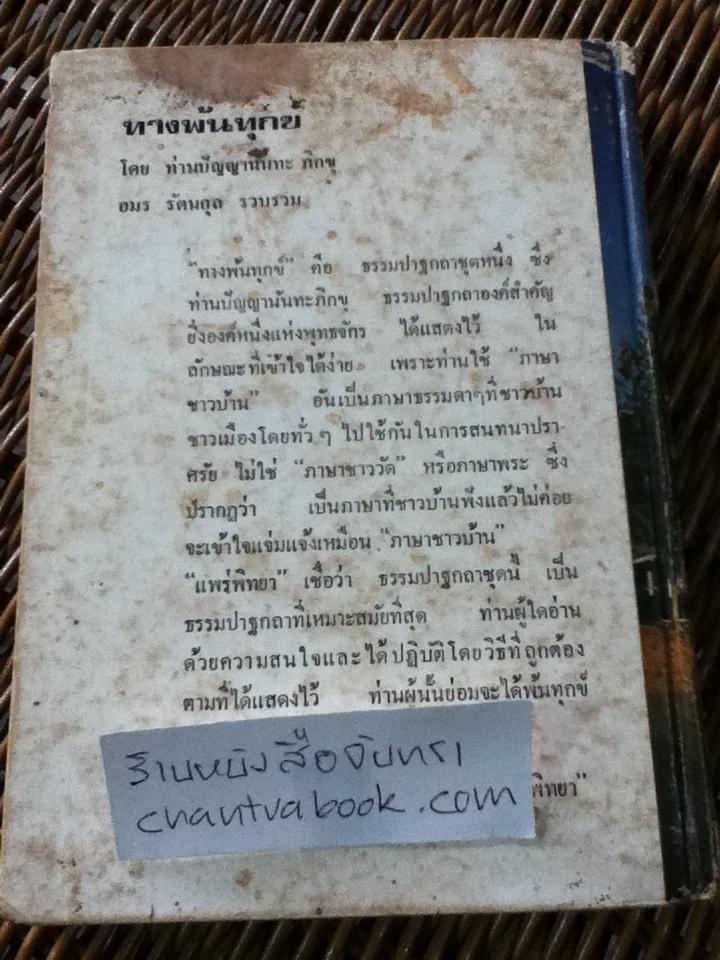 ทางพ้นทุกข์
โดย ท่านปัญญานันทะ ภิกขุ
อมร รัตนกุล รวบรวม
“ทางพ้นทุกข์” คือ ธรรมปาฐกถาชุดหนึ่ง ซึ่ง
ท่านปัญญานันทะภิกขุ ธรรมปาฐกถาองค์สำคัญ
ยิ่งองค์หนึ่งแห่งพุทธจักร ได้แสดงไว้ ใน
ลักษณะที่เข้าใจได้ง่าย เพราะท่านใช้ “ภาษา
ชาวบ้าน” อันเป็นภาษาธรรมดาๆที่ชาวบ้าน
ชาวเมืองโดยทั่ว ๆ ไปใช้กันในการสนทนาปรา-
ศรัย ไม่ใช่ “ภาษาชาววัด” หรือภาษาพระ ซึ่ง
ปรากฏว่า เป็นภาษาที่ชาวบ้านฟังแล้วไม่ค่อย
จะเข้าใจแจ่มแจ้งเหมือน “ภาษาชาวบ้าน”
“แพร่พิทยา” เชื่อว่า ธรรมปาฐกถาชุดนี้ เป็น
ธรรมปาฐกถาที่เหมาะสมัยที่สุด ท่านผู้ใดอ่าน
ด้วยความสนใจและได้ปฏิบัติโดยวิธีที่ถูกต้อง
ตามที่ได้แสดงไว้ ท่านผู้นั้นย่อมจะได้พ้นทุกข์
ร้านหนังสือจันทรา
chantrabook.com
พิทยา”